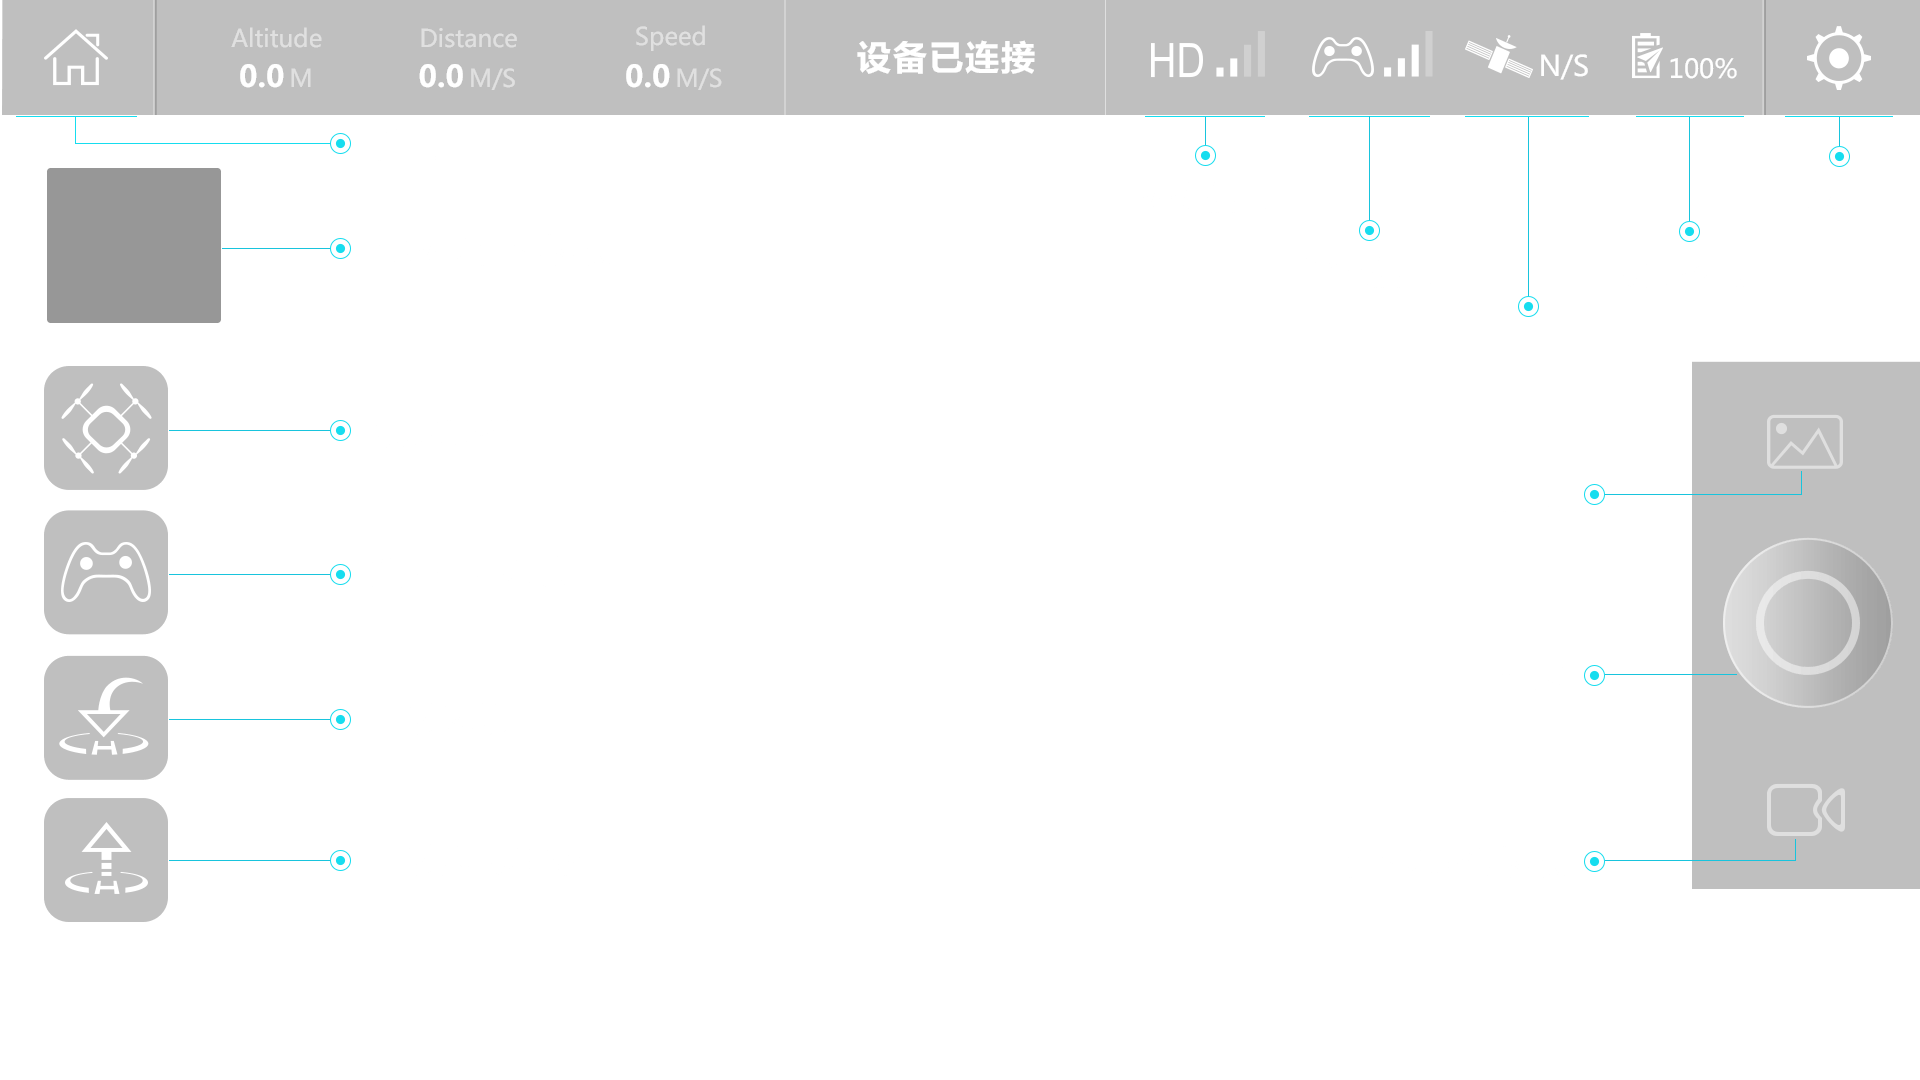 Altitude
0.0 M
Distance
0.0 M/S
Speed
0.0 M/S
设备已连接
HD
N/S
100%